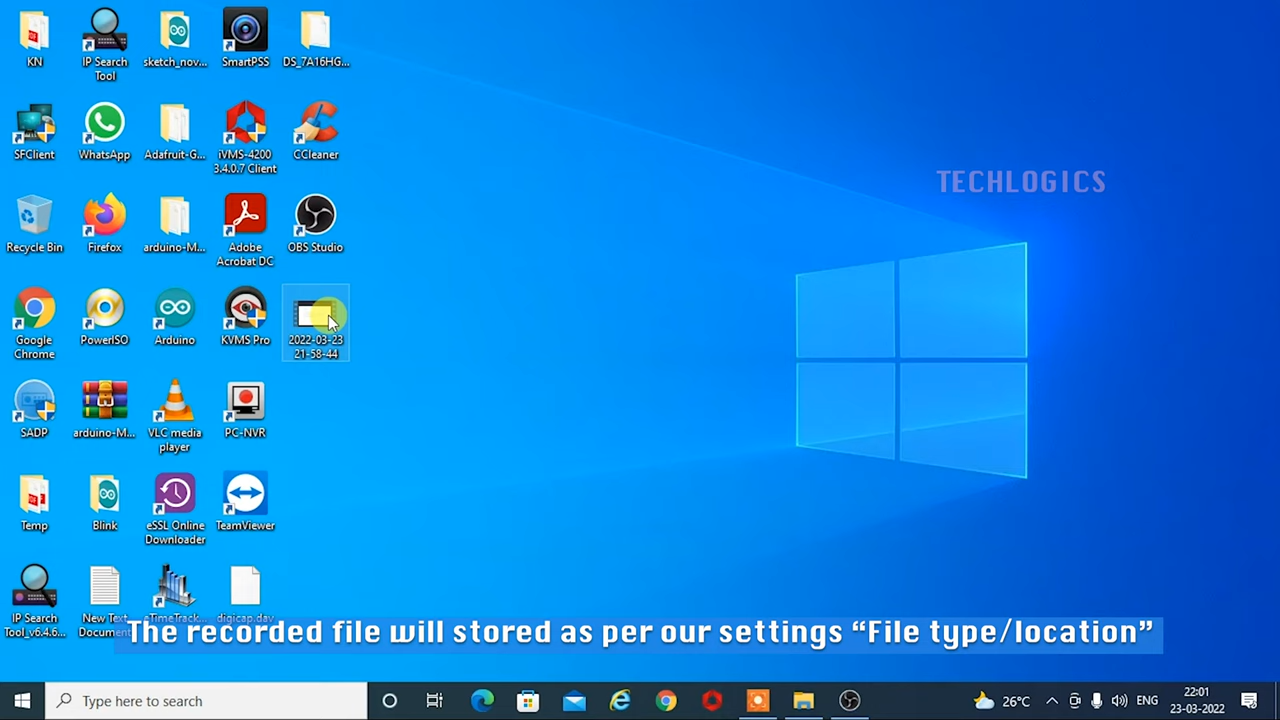 KN
IP Search
Tool
sketch_nov...
SmartPSS
DS_7A16HG...
SFClient
WhatsApp
Adafruit-G...
iVMS-4200
3.4.0.7 Client
CCleaner
TECHLOGICS
Recycle Bin
Firefox
arduino-M...
Adobe
Acrobat DC
OBS Studio
Google
Chrome
PowerISO
Arduino
KVMS Pro
2022-03-23
21-58-44
SADP
arduino-M...
VLC media
player
PC-NVR
Temp
Blink
eSSL Online
Downloader
TeamViewer
IP Search
Tool_v6.4.6...
New Text
Document
eTimeTrack...
digicap.dav
The recorded file will stored as per our settings “File type/location”
Type here to search
26°C
ENG
22:01
23-03-2022